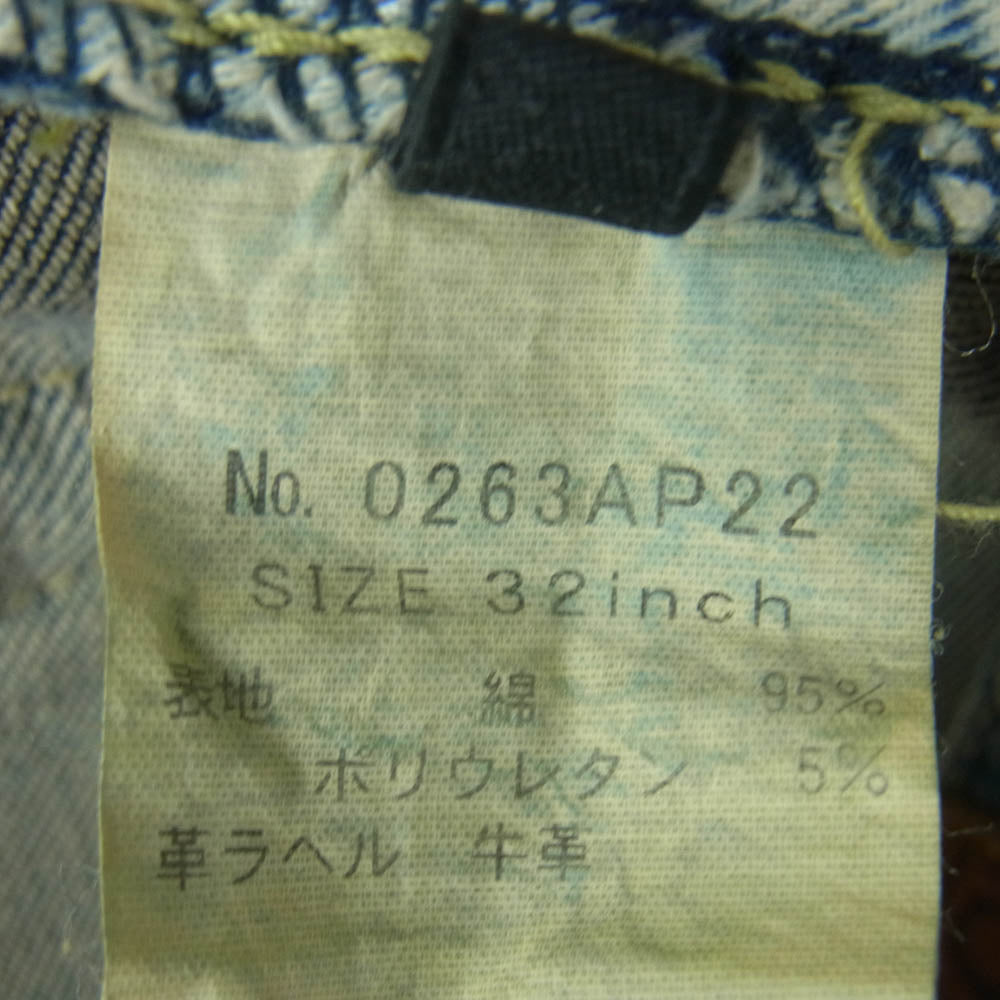 No. 0263AP22
SIZE 32inch
表地 綿 95%
ポリウレタン 5%
革ラベル 牛革